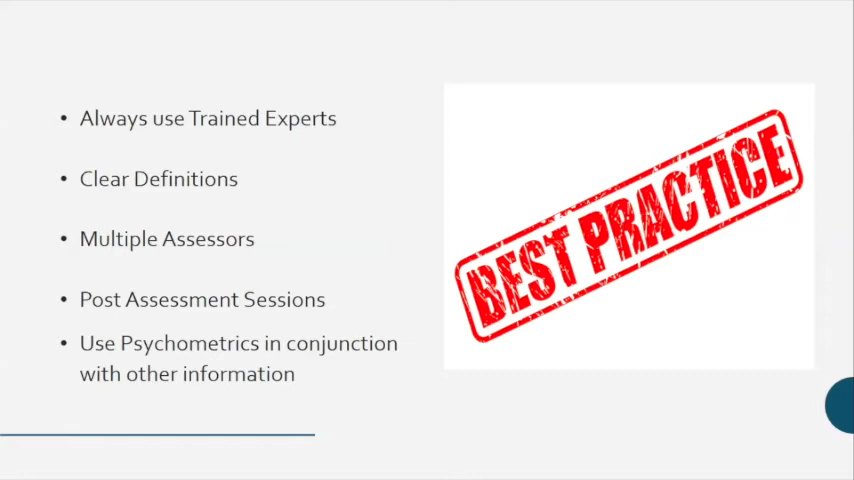 Always use Trained Experts
Clear Definitions
Multiple Assessors
Post Assessment Sessions
Use Psychometrics in conjunction
with other information
BEST PRACTICE